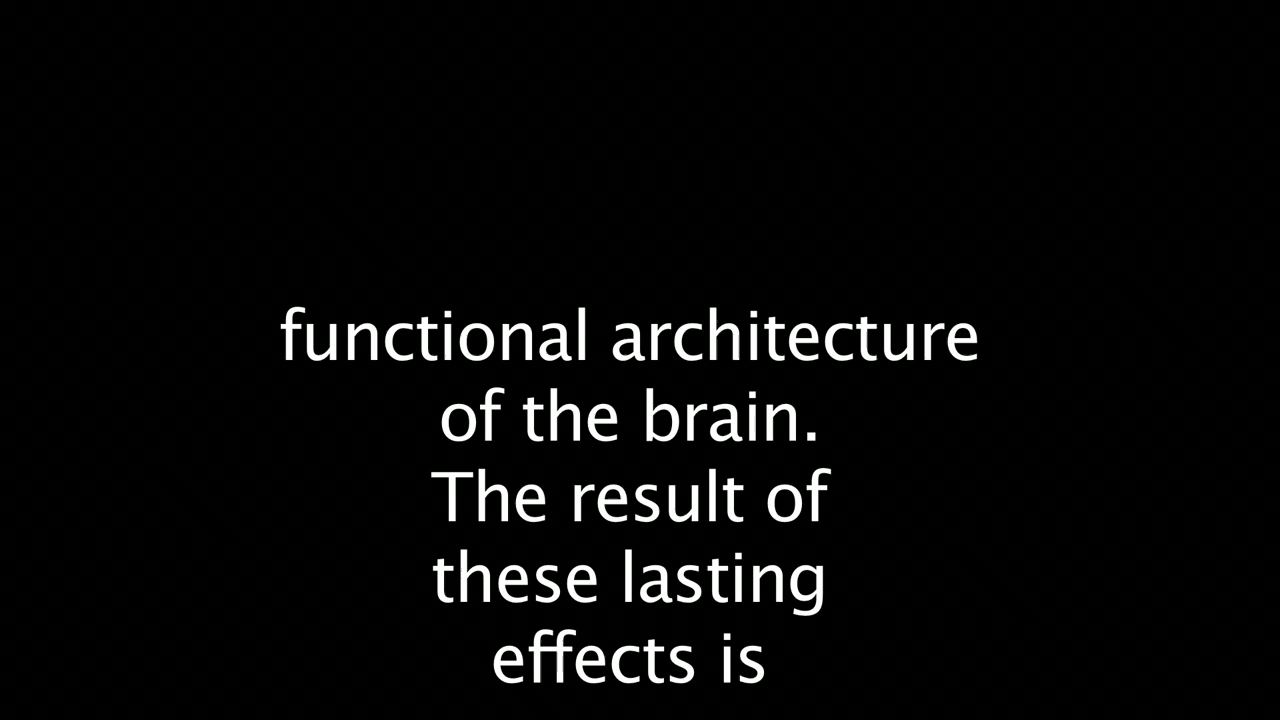 functional architecture
of the brain.
The result of
these lasting
effects is